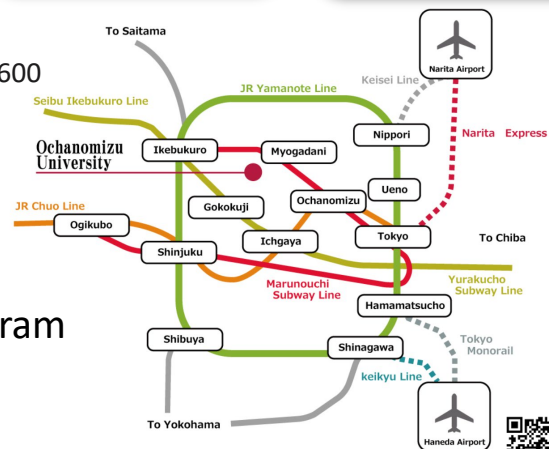 To Saitama
600
Narita Airport
Keisei Line
JR Yamanote Line
Seibu Ikebukuro Line
Nippori
Narita Express
Ochanomizu
University
Ikebukuro
Myogadani
Ueno
Ochanomizu
Gokokuji
JR Chuo Line
Ogikubo
Ichgaya
Tokyo
To Chiba
Shinjuku
Marunouchi
Subway Line
Yurakucho
Subway Line
Hamamatsucho
ram
Shibuya
Shinagawa
Tokyo
Monorail
keikyu Line
To Yokohama
Haneda Airport